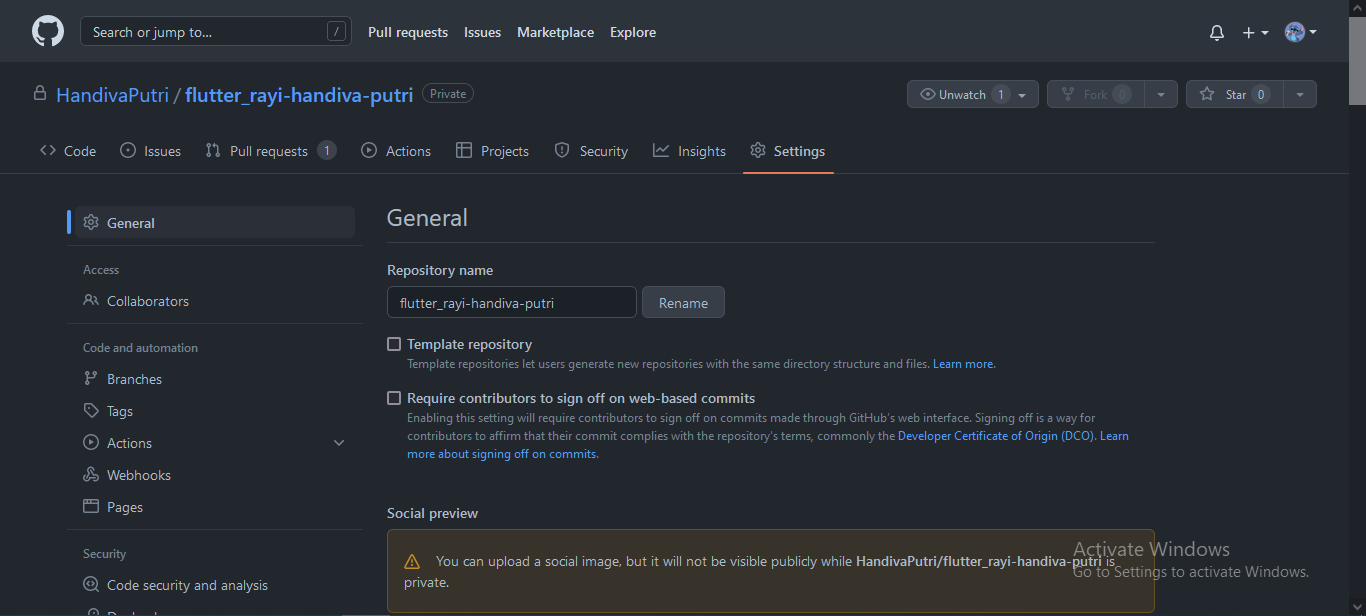 Search or jump to... /
Pull requests Issues Marketplace Explore
HandivaPutri / flutter_rayi-handiva-putri Private
Unwatch 1 Fork 0 Star 0
Code Issues Pull requests 1 Actions Projects Security Insights Settings
General
Access
Collaborators
Code and automation
Branches
Tags
Actions
Webhooks
Pages
Security
Code security and analysis
General
Repository name
flutter_rayi-handiva-putri Rename
Template repository
Template repositories let users generate new repositories with the same directory structure and files. Learn more.
Require contributors to sign off on web-based commits
Enabling this setting will require contributors to sign off on commits made through GitHub's web interface. Signing off is a way for
contributors to affirm that their commit complies with the repository's terms, commonly the Developer Certificate of Origin (DCO). Learn
more about signing off on commits.
Social preview
You can upload a social image, but it will not be visible publicly while HandivaPutri/flutter_rayi-handiva-putri is
private.
Activate Windows
Go to Settings to activate Windows.